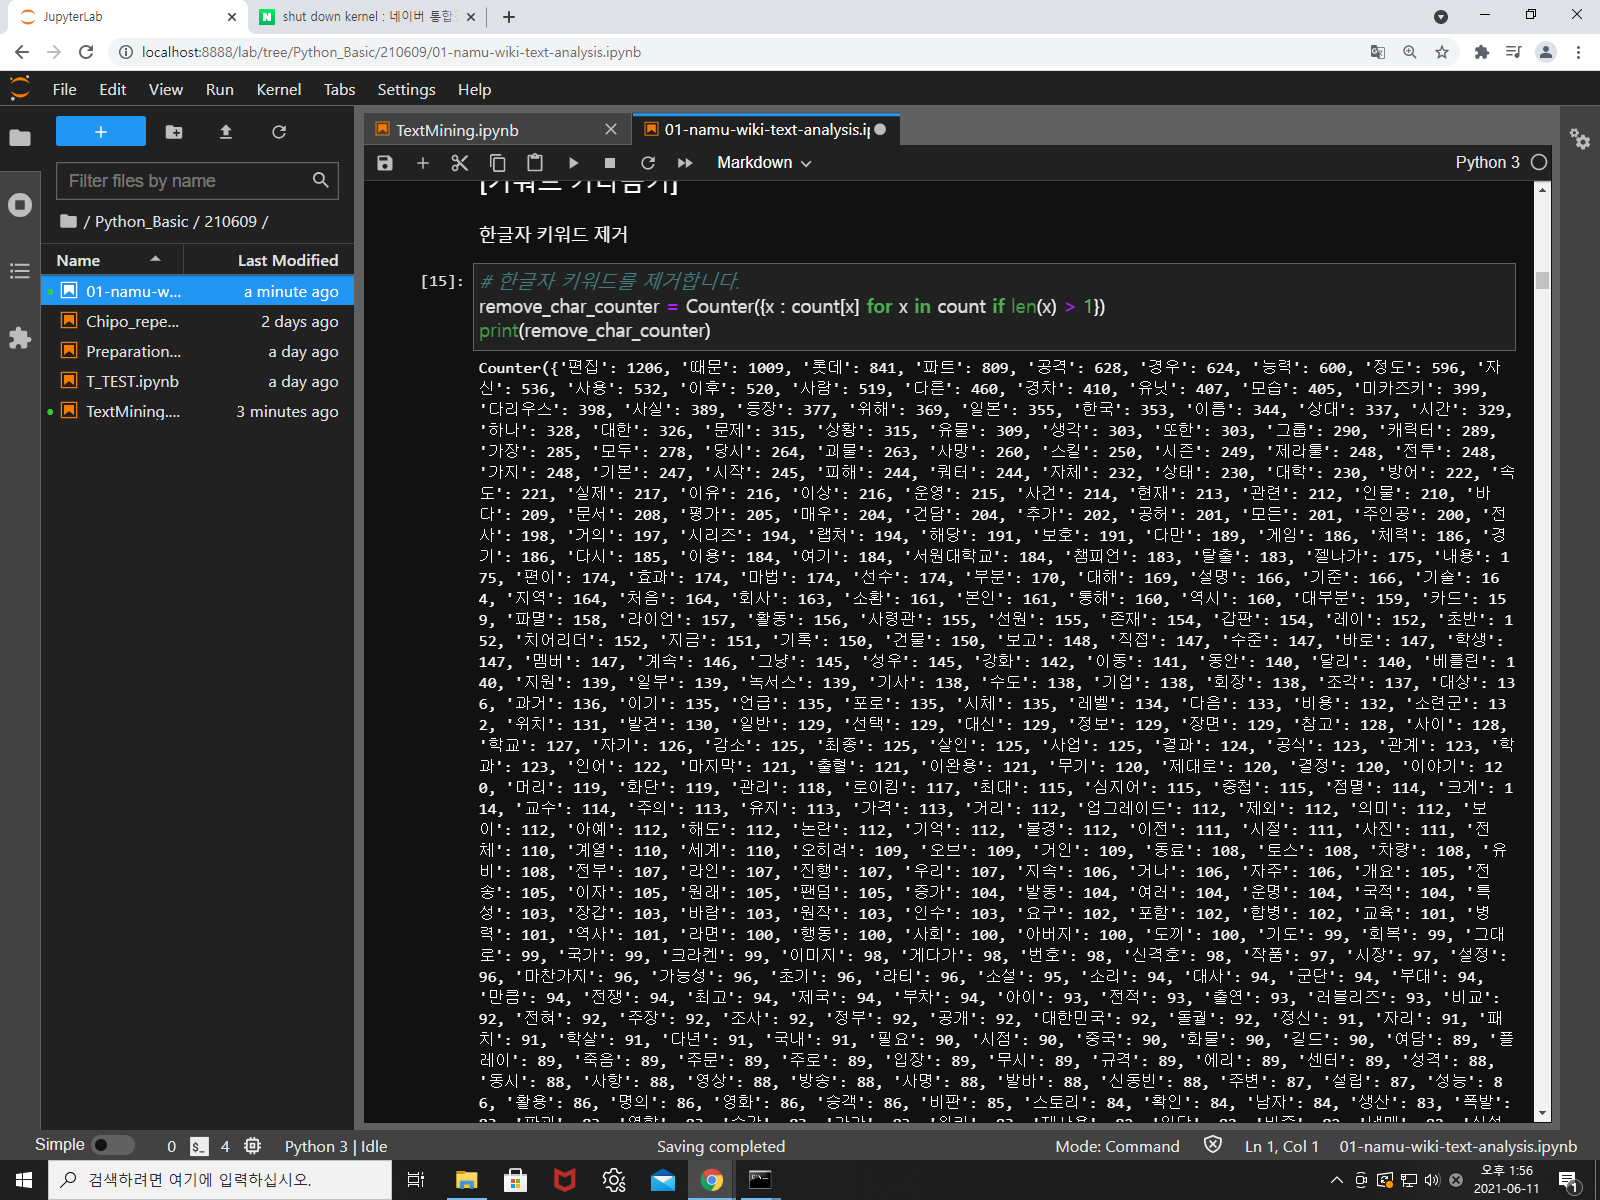 JupyterLab
shut down kernel : 네이버 통합
localhost:8888/lab/tree/Python_Basic/210609/01-namu-wiki-text-analysis.ipynb
File Edit View Run Kernel Tabs Settings Help
TextMining.ipynb
01-namu-wiki-text-analysis.i
Filter files by name
Markdown
Python 3
/ Python_Basic / 210609 /
Name Last Modified
01-namu-w... a minute ago
Chipo_repe... 2 days ago
Preparation... a day ago
T_TEST.ipynb a day ago
TextMining.... 3 minutes ago
[키워드 가다듬기]
한글자 키워드 제거
[15]:
# 한글자 키워드를 제거합니다.
remove_char_counter = Counter({x : count[x] for x in count if len(x) > 1})
print(remove_char_counter)
Counter({'편집': 1206, '때문': 1009, '롯데': 841, '파트': 809, '공격': 628, '경우': 624, '능력': 600, '정도': 596, '자
신': 536, '사용': 532, '이후': 520, '사람': 519, '다른': 460, '경차': 410, '유닛': 407, '모습': 405, '미카즈키': 399,
'다리우스': 398, '사실': 389, '등장': 377, '위해': 369, '일본': 355, '한국': 353, '이름': 344, '상대': 337, '시간': 329,
'하나': 328, '대한': 326, '문제': 315, '상황': 315, '유물': 309, '생각': 303, '또한': 303, '그룹': 290, '캐릭터': 289,
'가장': 285, '모두': 278, '당시': 264, '괴물': 263, '사망': 260, '스킬': 250, '시즌': 249, '제라툴': 248, '전투': 248,
'가지': 248, '기본': 247, '시작': 245, '피해': 244, '쿼터': 244, '자체': 232, '상태': 230, '대학': 230, '방어': 222, '속
도': 221, '실제': 217, '이유': 216, '이상': 216, '운영': 215, '사건': 214, '현재': 213, '관련': 212, '인물': 210, '바
다': 209, '문서': 208, '평가': 205, '매우': 204, '건담': 204, '추가': 202, '공허': 201, '모든': 201, '주인공': 200, '전
사': 198, '거의': 197, '시리즈': 194, '랩처': 194, '해당': 191, '보호': 191, '다만': 189, '게임': 186, '체력': 186, '경
기': 186, '다시': 185, '이용': 184, '여기': 184, '서원대학교': 184, '챔피언': 183, '탈출': 183, '젤나가': 175, '내용': 1
75, '편이': 174, '효과': 174, '마법': 174, '선수': 174, '부분': 170, '대해': 169, '설명': 166, '기준': 166, '기술': 16
4, '지역': 164, '처음': 164, '회사': 163, '소환': 161, '본인': 161, '통해': 160, '역시': 160, '대부분': 159, '카드': 15
9, '파멸': 158, '라이언': 157, '활동': 156, '사령관': 155, '선원': 155, '존재': 154, '갑판': 154, '레이': 152, '초반': 1
52, '치어리더': 152, '지금': 151, '기록': 150, '건물': 150, '보고': 148, '직접': 147, '수준': 147, '바로': 147, '학생':
147, '멤버': 147, '계속': 146, '그냥': 145, '성우': 145, '강화': 142, '이동': 141, '동안': 140, '달리': 140, '베를린': 1
40, '지원': 139, '일부': 139, '녹서스': 139, '기사': 138, '수도': 138, '기업': 138, '회장': 138, '조각': 137, '대상': 13
6, '과거': 136, '이기': 135, '언급': 135, '포로': 135, '시체': 135, '레벨': 134, '다음': 133, '비용': 132, '소련군': 13
2, '위치': 131, '발견': 130, '일반': 129, '선택': 129, '대신': 129, '정보': 129, '장면': 129, '참고': 128, '사이': 128,
'학교': 127, '자기': 126, '감소': 125, '최종': 125, '살인': 125, '사업': 125, '결과': 124, '공식': 123, '관계': 123, '학
과': 123, '인어': 122, '마지막': 121, '출혈': 121, '이완용': 121, '무기': 120, '제대로': 120, '결정': 120, '이야기': 12
0, '머리': 119, '화단': 119, '관리': 118, '로이킴': 117, '최대': 115, '심지어': 115, '중첩': 115, '점멸': 114, '크게': 1
14, '교수': 114, '주의': 113, '유지': 113, '가격': 113, '거리': 112, '업그레이드': 112, '제외': 112, '의미': 112, '보
이': 112, '아예': 112, '해도': 112, '논란': 112, '기억': 112, '불경': 112, '이전': 111, '시절': 111, '사진': 111, '전
체': 110, '계열': 110, '세계': 110, '오히려': 109, '오브': 109, '거인': 109, '동료': 108, '토스': 108, '차량': 108, '유
비': 108, '전부': 107, '라인': 107, '진행': 107, '우리': 107, '지속': 106, '거나': 106, '자주': 106, '개요': 105, '전
송': 105, '이자': 105, '원래': 105, '팬덤': 105, '증가': 104, '발동': 104, '여러': 104, '운명': 104, '국적': 104, '특
성': 103, '장갑': 103, '바람': 103, '원작': 103, '인수': 103, '요구': 102, '포함': 102, '합병': 102, '교육': 101, '병
력': 101, '역사': 101, '라면': 100, '행동': 100, '사회': 100, '아버지': 100, '도끼': 100, '기도': 99, '회복': 99, '그대
로': 99, '국가': 99, '크라켄': 99, '이미지': 98, '게다가': 98, '번호': 98, '신격호': 98, '작품': 97, '시장': 97, '설정':
96, '마찬가지': 96, '가능성': 96, '초기': 96, '라티': 96, '소설': 95, '소리': 94, '대사': 94, '군단': 94, '부대': 94,
'만큼': 94, '전쟁': 94, '최고': 94, '제국': 94, '부차': 94, '아이': 93, '전적': 93, '출연': 93, '러블리즈': 93, '비교':
92, '전혀': 92, '주장': 92, '조사': 92, '정부': 92, '공개': 92, '대한민국': 92, '돌궐': 92, '정신': 91, '자리': 91, '패
치': 91, '학살': 91, '다년': 91, '국내': 91, '필요': 90, '시점': 90, '중국': 90, '화물': 90, '길드': 90, '여담': 89, '플
레이': 89, '죽음': 89, '주문': 89, '주로': 89, '입장': 89, '무시': 89, '규격': 89, '에리': 89, '센터': 89, '성격': 88,
'동시': 88, '사항': 88, '영상': 88, '방송': 88, '사명': 88, '발바': 88, '신동빈': 88, '주변': 87, '설립': 87, '성능': 8
6, '활용': 86, '명의': 86, '영화': 86, '승객': 86, '비판': 85, '스토리': 84, '확인': 84, '남자': 84, '생산': 83, '폭발':
Simple 0 4 Python 3 | Idle Saving completed Mode: Command Ln 1, Col 1 01-namu-wiki-text-analysis.ipynb
검색하려면 여기에 입력하십시오.
오후 1:56
2021-06-11
1